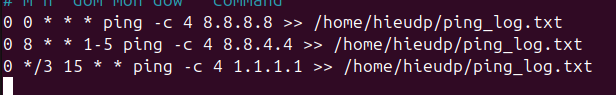 # m h  dom mon dow   command
0 0 * * * ping -c 4 8.8.8.8 >> /home/hieudp/ping_log.txt
0 8 * * 1-5 ping -c 4 8.8.4.4 >> /home/hieudp/ping_log.txt
0 */3 15 * * ping -c 4 1.1.1.1 >> /home/hieudp/ping_log.txt